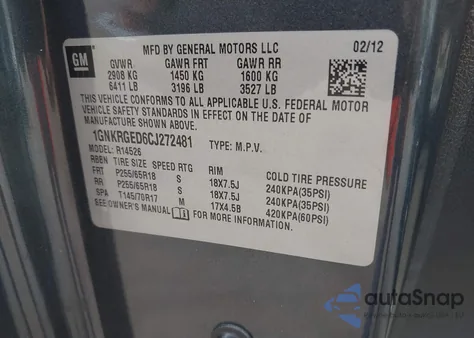 GM
MFD BY GENERAL MOTORS LLC 02/12
GVWR GAWR FRT GAWR RR
2908 KG 1450 KG 1600 KG
6411 LB 3196 LB 3527 LB
THIS VEHICLE CONFORMS TO ALL APPLICABLE U.S. FEDERAL MOTOR
VEHICLE SAFETY STANDARDS IN EFFECT ON THE DATE OF
MANUFACTURE SHOWN ABOVE.
1GNKRGED6CJ272481 TYPE: M.P.V.
MODEL: R14526
RBBN TIRE SIZE SPEED RTG RIM COLD TIRE PRESSURE
FRT P255/65R18 S 18X7.5J 240KPA(35PSI)
RR P255/65R18 S 18X7.5J 240KPA(35PSI)
SPA T145/70R17 M 17X4.5B 420KPA(60PSI)
SEE OWNER'S MANUAL FOR MORE INFORMATION.
autaSnap